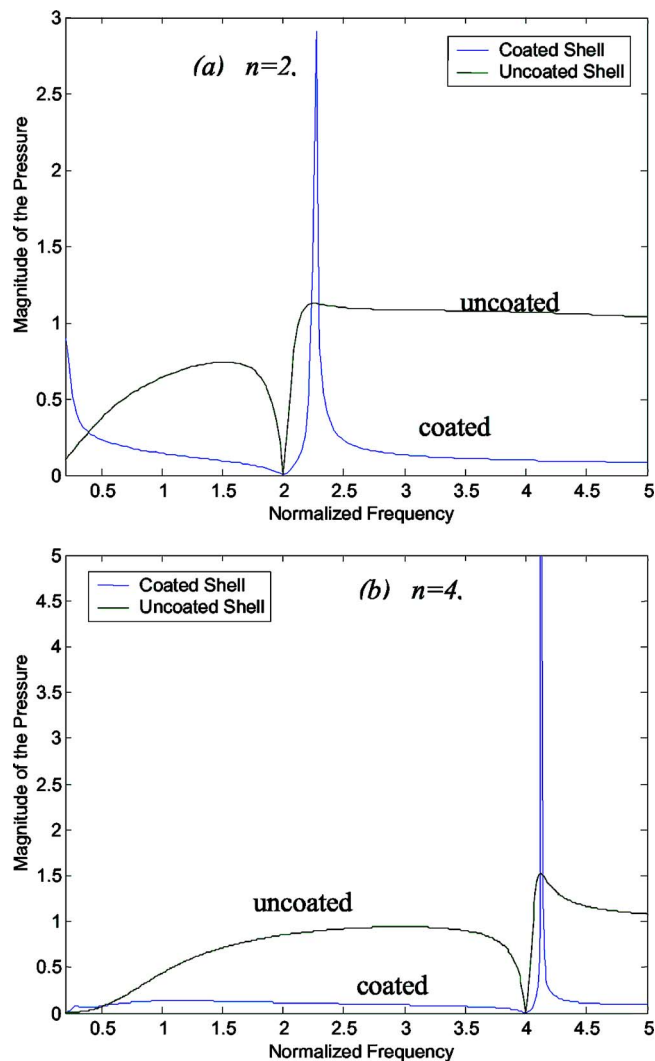 3
(a) n=2.
Coated Shell
Uncoated Shell
2.5
2
1.5
1
0.5
0
Magnitude of the Pressure
uncoated
coated
0.5 1 1.5 2 2.5 3 3.5 4 4.5 5
Normalized Frequency
5
Coated Shell
Uncoated Shell
(b) n=4.
4.5
4
3.5
3
2.5
2
1.5
1
0.5
0
Magnitude of the Pressure
uncoated
coated
0.5 1 1.5 2 2.5 3 3.5 4 4.5 5
Normalized Frequency